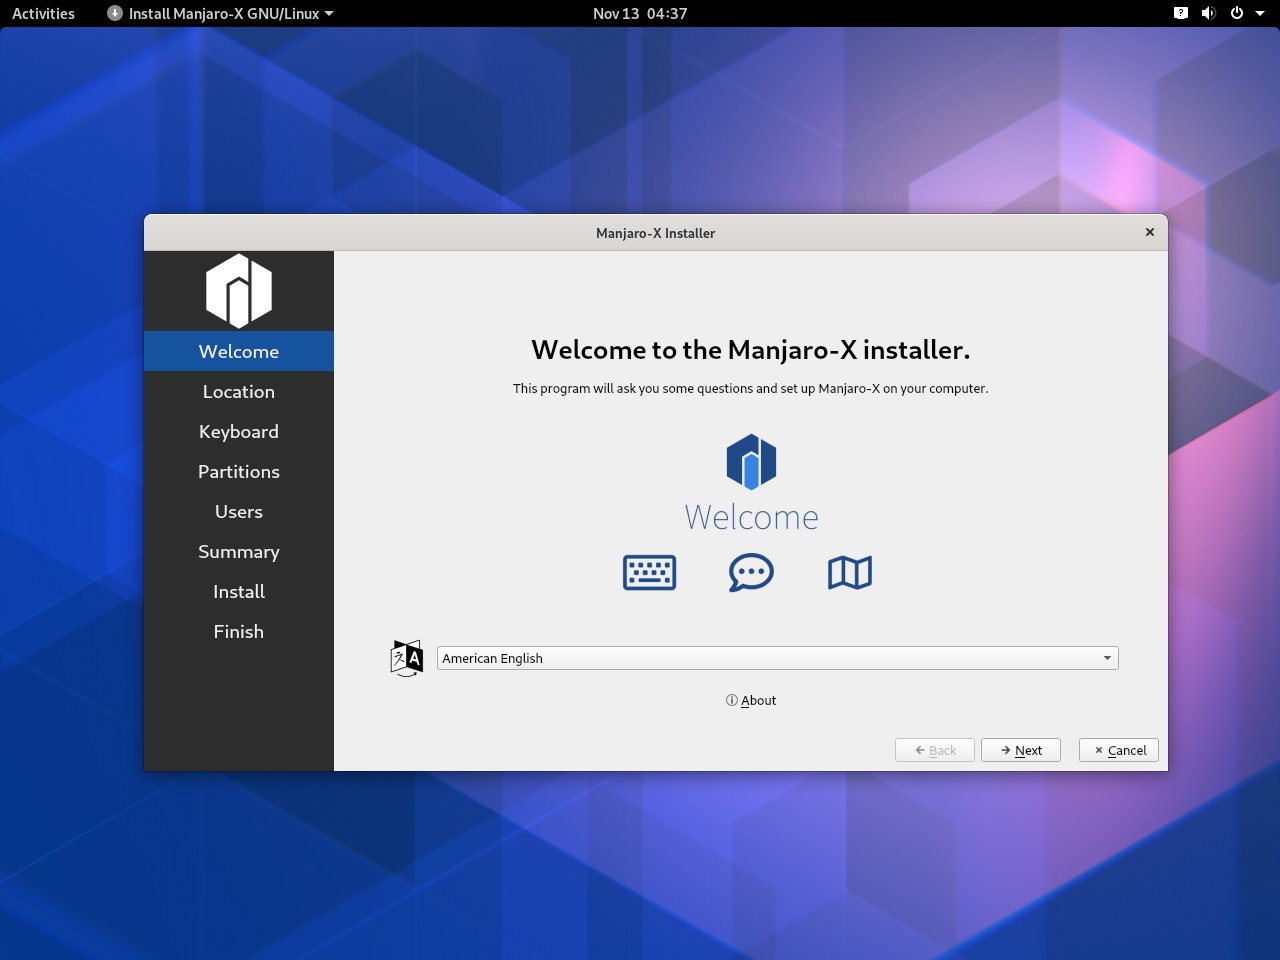 Activities
Install Manjaro-X GNU/Linux
Nov 13 04:37
Manjaro-X Installer
Welcome
Location
Keyboard
Partitions
Users
Summary
Install
Finish
Welcome to the Manjaro-X installer.
This program will ask you some questions and set up Manjaro-X on your computer.
Welcome
American English
About
Back
Next
Cancel